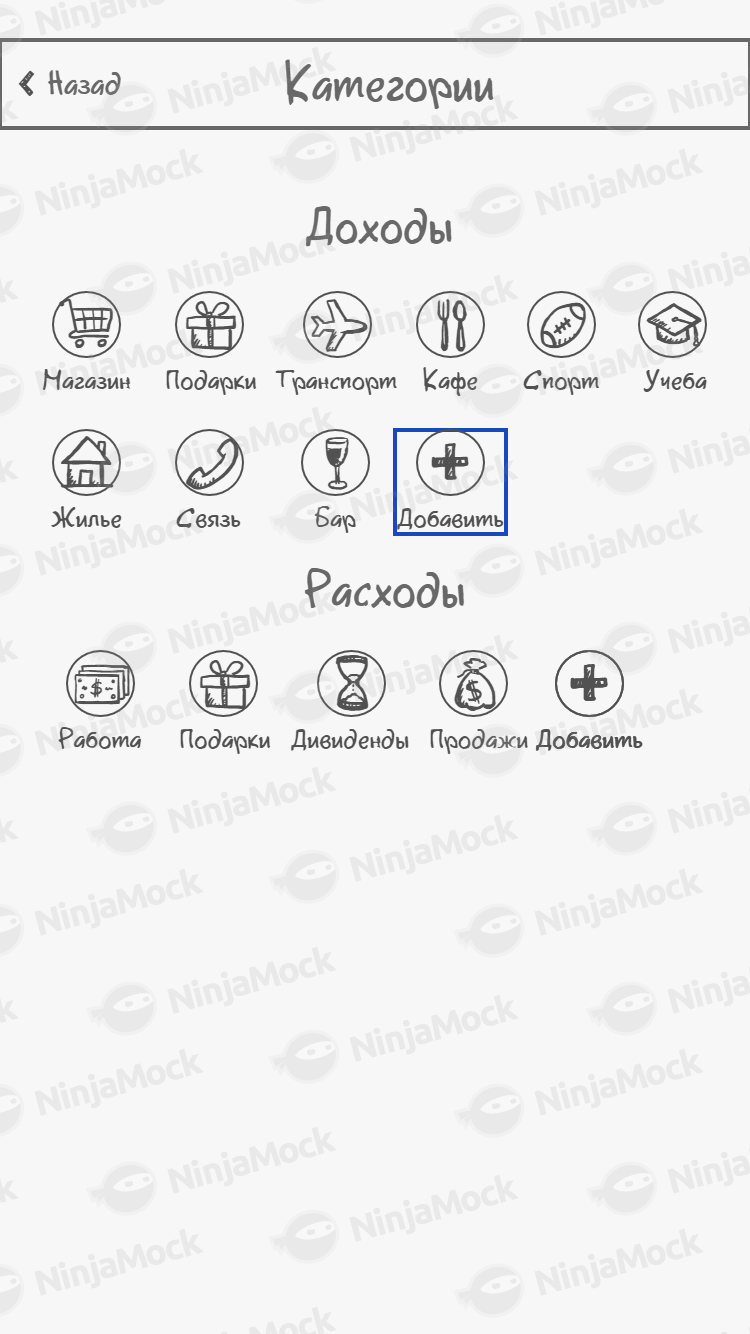 Назад
Категории
Доходы
Магазин Подарки Транспорт Кафе Спорт Учеба
Жилье Связь Бар Добавить
Расходы
Работа Подарки Дивиденды Продажи Добавить
NinjaMock